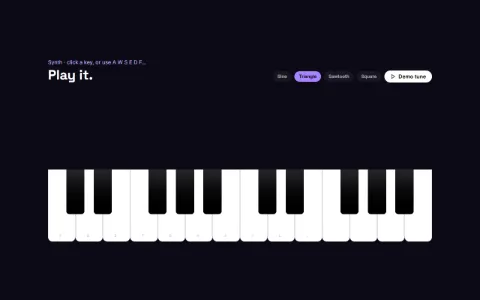 Synth · click a key, or use A W S E D F...
Play it.
Sine Triangle Sawtooth Square ▷ Demo tune